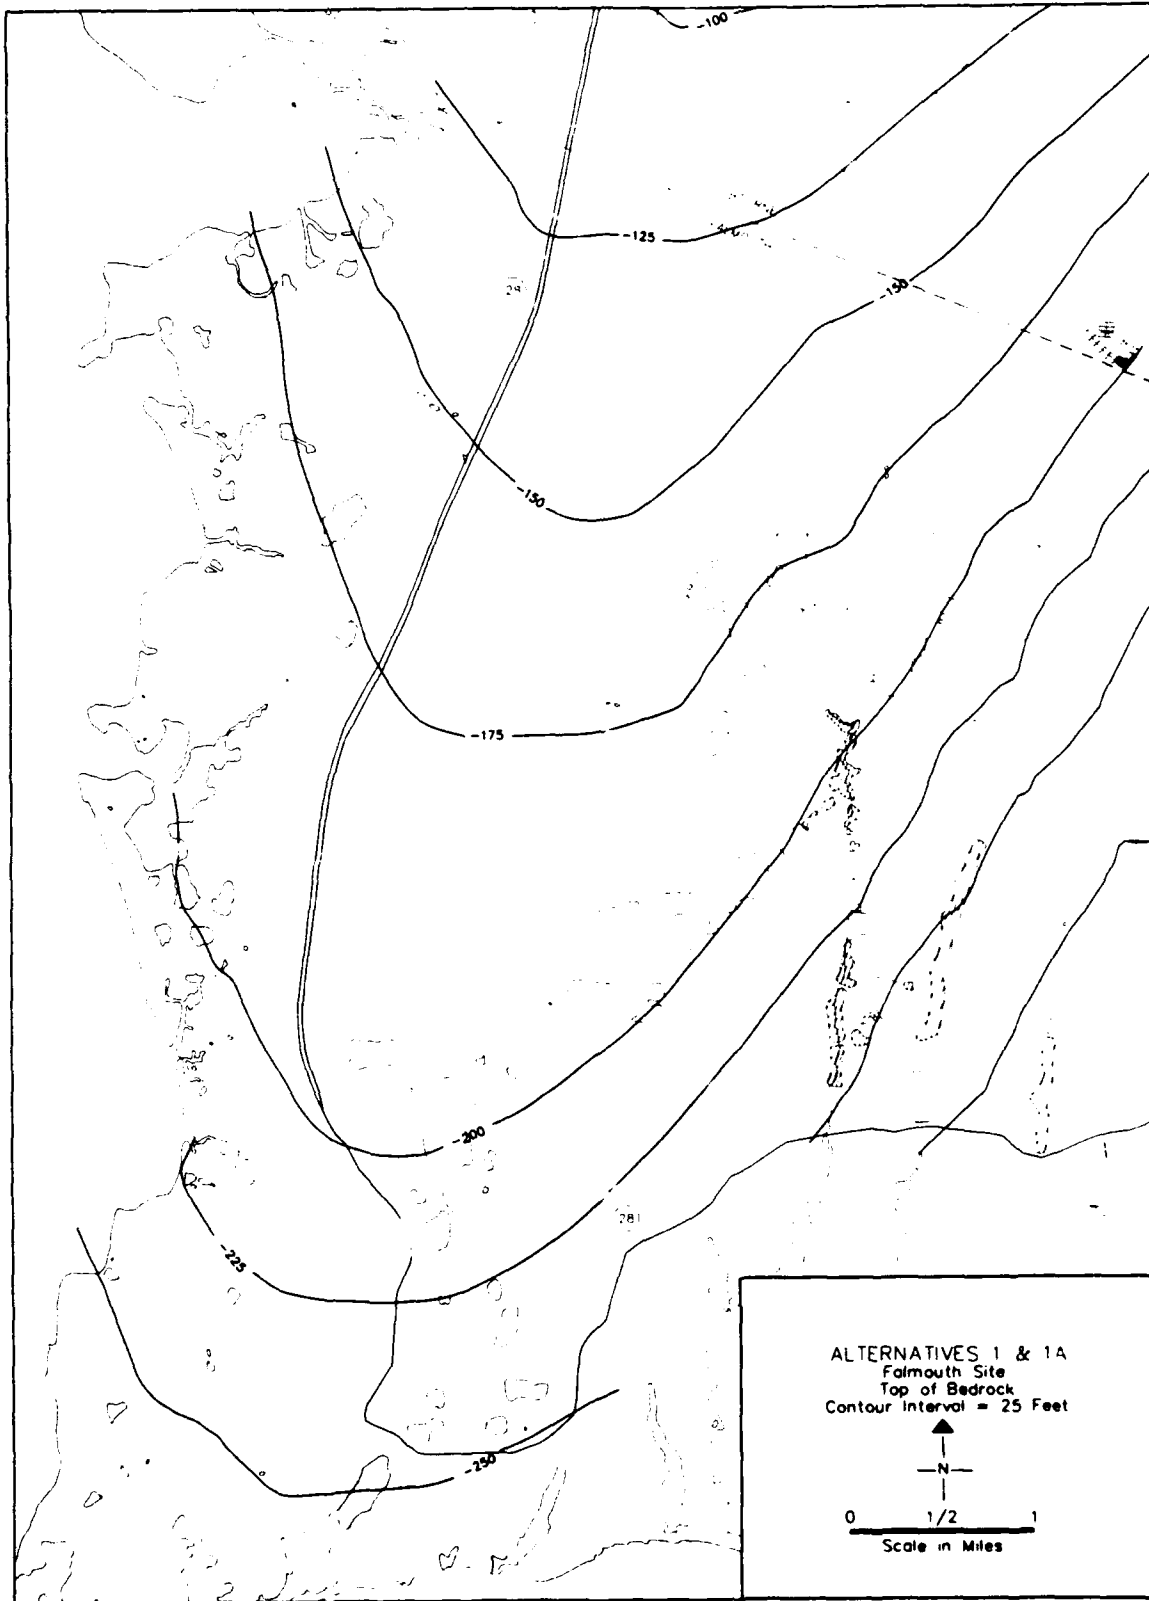 -100
-125
-150
-150
-175
-200
281
-225
-250
ALTERNATIVES 1 & 1A
Falmouth Site
Top of Bedrock
Contour Interval = 25 Feet
N
0 1/2 1
Scale in Miles